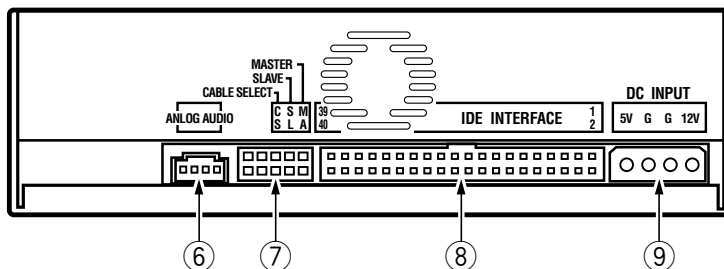 MASTER
SLAVE
CABLE SELECT
ANLOG AUDIO
C S M
S L A
39
40
IDE INTERFACE
1
2
DC INPUT
5V G G 12V
⑥ ⑦ ⑧ ⑨